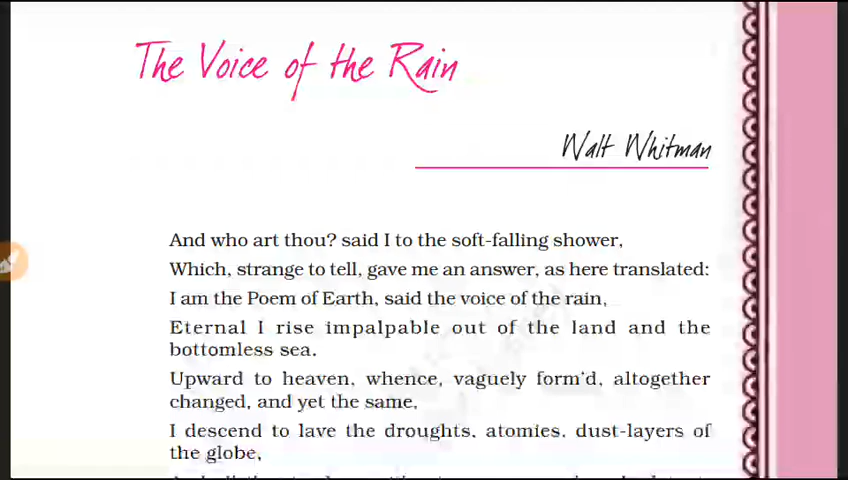 The Voice of the Rain
Walt Whitman
And who art thou? said I to the soft-falling shower,
Which, strange to tell, gave me an answer, as here translated:
I am the Poem of Earth, said the voice of the rain,
Eternal I rise impalpable out of the land and the
bottomless sea.
Upward to heaven, whence, vaguely form'd, altogether
changed, and yet the same,
I descend to lave the droughts, atomies, dust-layers of
the globe,